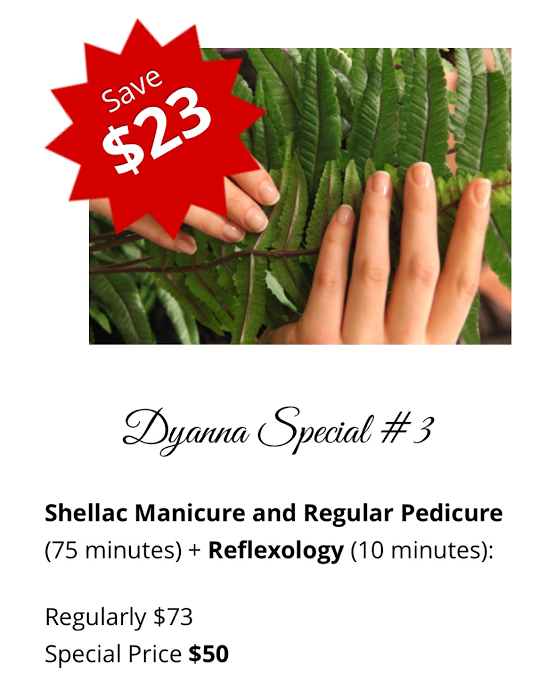 Save
$23
Dyanna Special # 3
Shellac Manicure and Regular Pedicure
(75 minutes) + Reflexology (10 minutes):
Regularly $73
Special Price $50